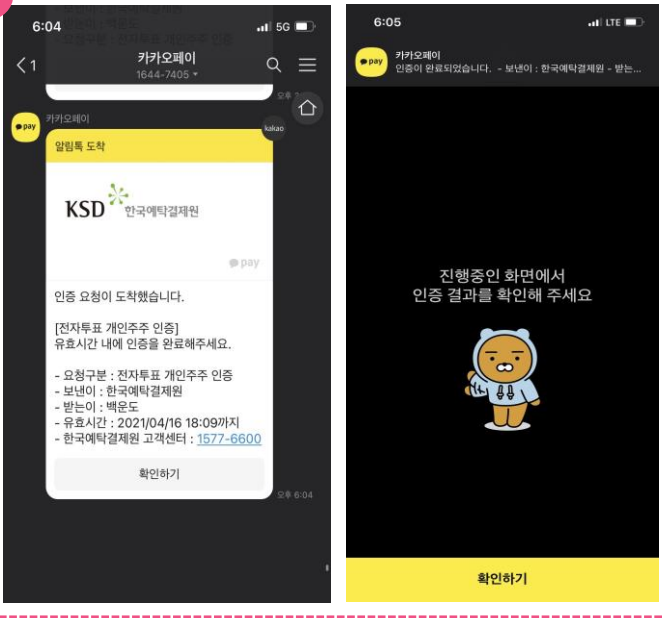 6:04
5G
1
카카오페이
1644-7405
카카오페이
pay
kakao
알림톡 도착
KSD 한국예탁결제원
pay
인증 요청이 도착했습니다.
[전자투표 개인주주 인증]
유효시간 내에 인증을 완료해주세요.
- 요청구분 : 전자투표 개인주주 인증
- 보낸이 : 한국예탁결제원
- 받는이 : 백운도
- 유효시간 : 2021/04/16 18:09까지
- 한국예탁결제원 고객센터 : 1577-6600
확인하기
오후 6:04
6:05
LTE
pay
카카오페이
인증이 완료되었습니다. - 보낸이 : 한국예탁결제원 - 받는...
진행중인 화면에서
인증 결과를 확인해 주세요
확인하기